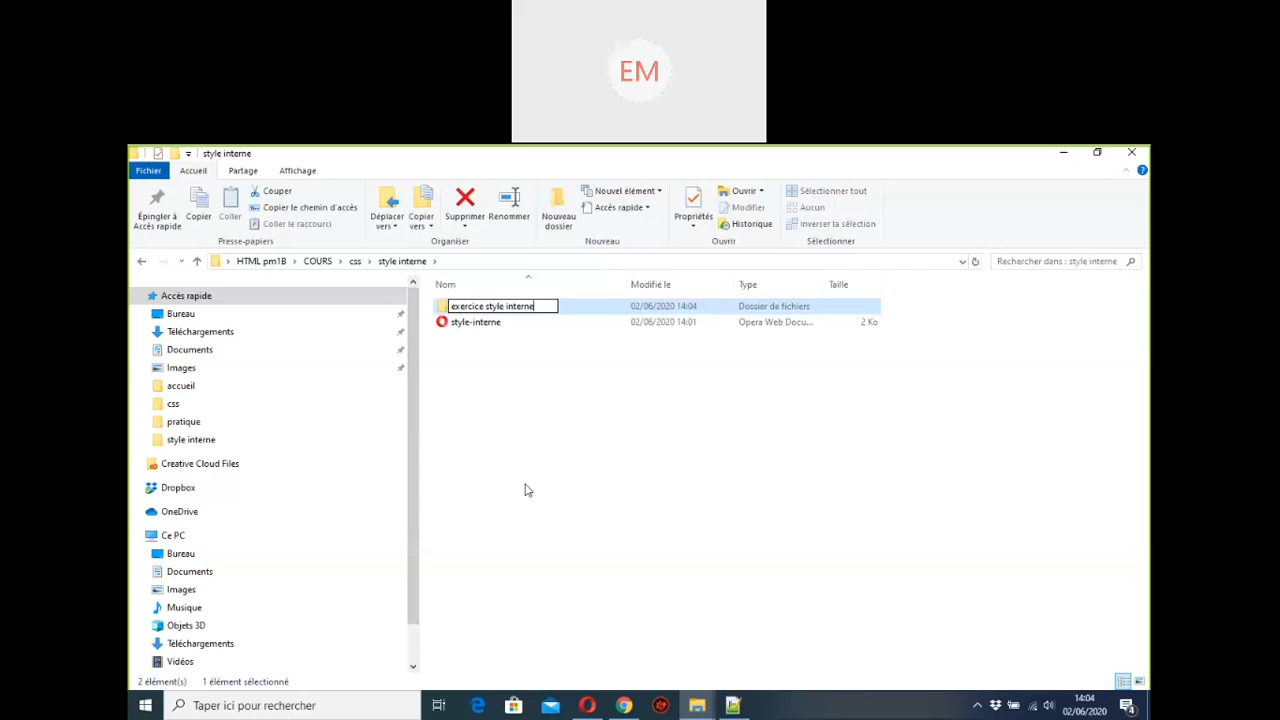 EM
style interne
Fichier Accueil Partage Affichage
Épingler à Accès rapide
Copier
Coller
Couper
Copier le chemin d'accès
Coller le raccourci
Presse-papiers
Déplacer vers
Copier vers
Supprimer
Renommer
Organiser
Nouveau dossier
Nouvel élément
Accès rapide
Nouveau
Propriétés
Ouvrir
Modifier
Historique
Ouvrir
Sélectionner tout
Aucun
Inverser la sélection
Sélectionner
HTML pm1B > COURS > css > style interne >
Rechercher dans : style interne
Nom Modifié le Type Taille
exercice style interne 02/06/2020 14:04 Dossier de fichiers
style-interne 02/06/2020 14:01 Opera Web Docu... 2 Ko
Accès rapide
Bureau
Téléchargements
Documents
Images
accueil
css
pratique
style interne
Creative Cloud Files
Dropbox
OneDrive
Ce PC
Bureau
Documents
Images
Musique
Objets 3D
Téléchargements
Vidéos
2 élément(s) 1 élément sélectionné
Taper ici pour rechercher
14:04
02/06/2020
4